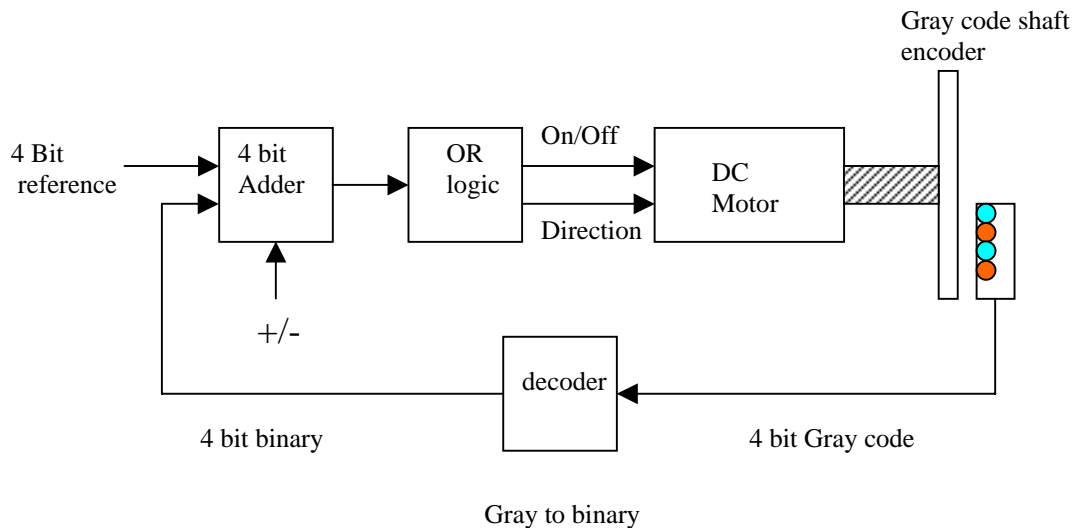 Gray code shaft
encoder
4 Bit
reference
4 bit
Adder
OR
logic
On/Off
Direction
DC
Motor
+/-
decoder
4 bit binary
4 bit Gray code
Gray to binary